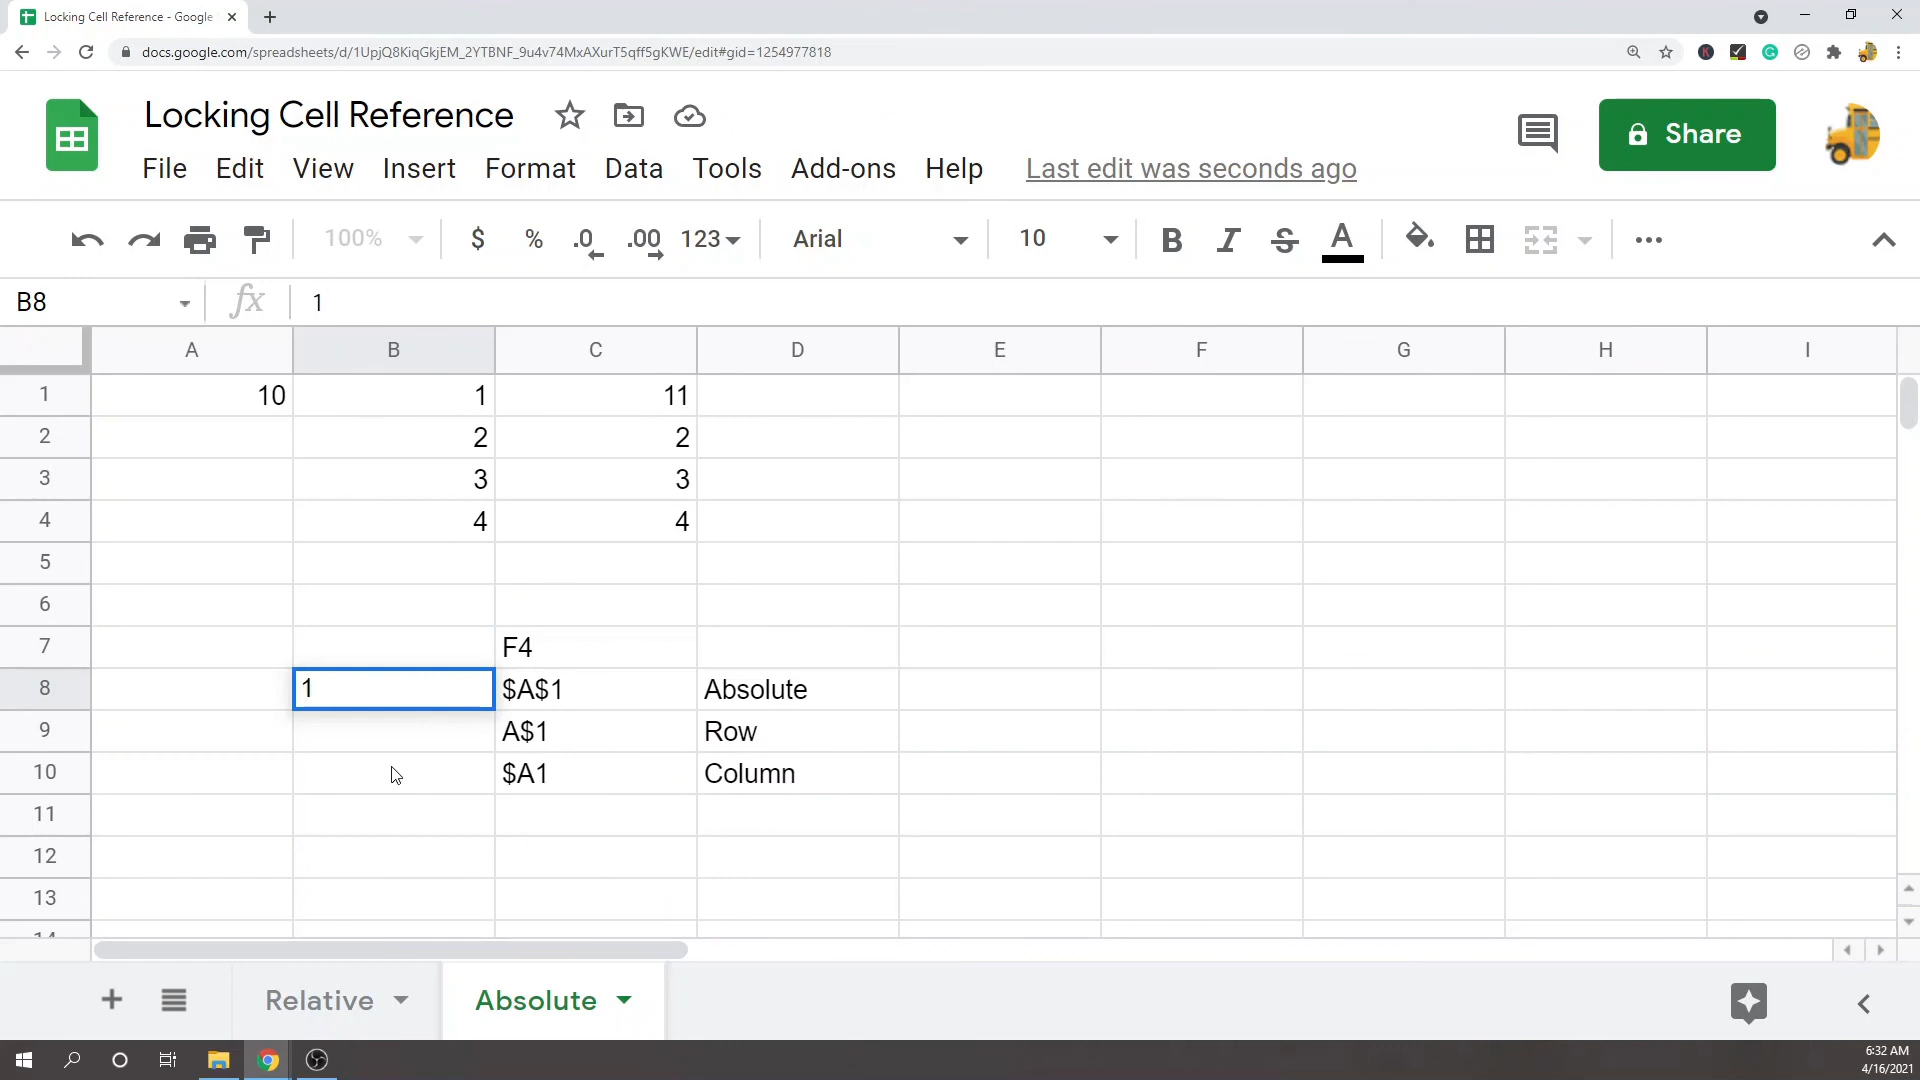 Locking Cell Reference - Google
docs.google.com/spreadsheets/d/1UpjQ8KiqGkjEM_2YTBNF_9u4v74MxAXurT5qff5gKWE/edit#gid=1254977818
Locking Cell Reference
Share
File Edit View Insert Format Data Tools Add-ons Help Last edit was seconds ago
100% $ % .0 .00 123 Arial 10 B I S A
B8 fx 1
A B C D E F G H I
1 10 1 11
2 2 2
3 3 3
4 4 4
5
6
7 F4
8 1 $A$1 Absolute
9 A$1 Row
10 $A1 Column
11
12
13
14
Relative Absolute
6:32 AM
4/16/2021